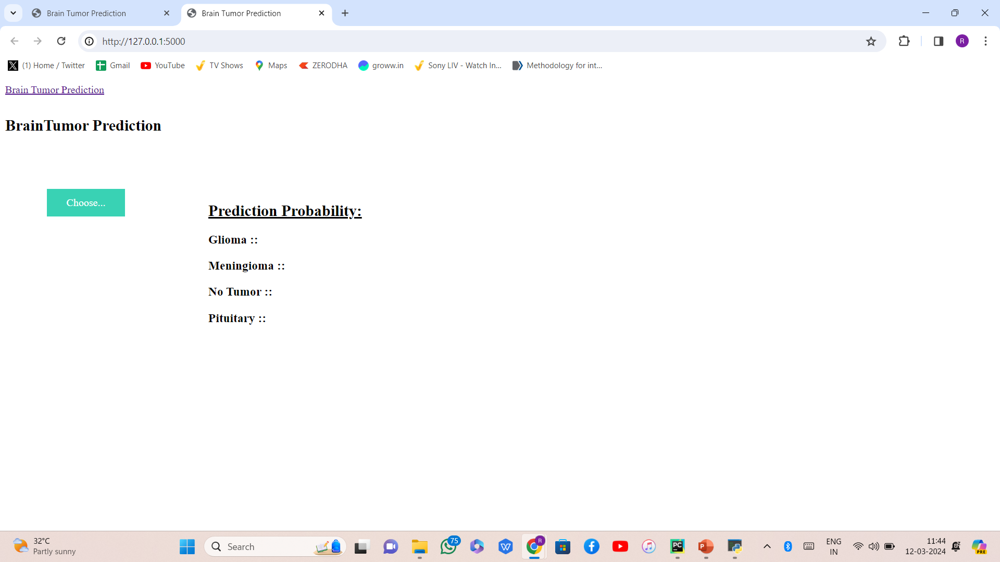 Brain Tumor Prediction
Brain Tumor Prediction
http://127.0.0.1:5000
R
(1) Home / Twitter
Gmail
YouTube
TV Shows
Maps
ZERODHA
groww.in
Sony LIV - Watch In...
Methodology for int...
Brain Tumor Prediction
BrainTumor Prediction
Choose...
Prediction Probability:
Glioma ::
Meningioma ::
No Tumor ::
Pituitary ::
32°C
Partly sunny
Search
75
W
R
PC
P
ENG
IN
11:44
12-03-2024
PRE